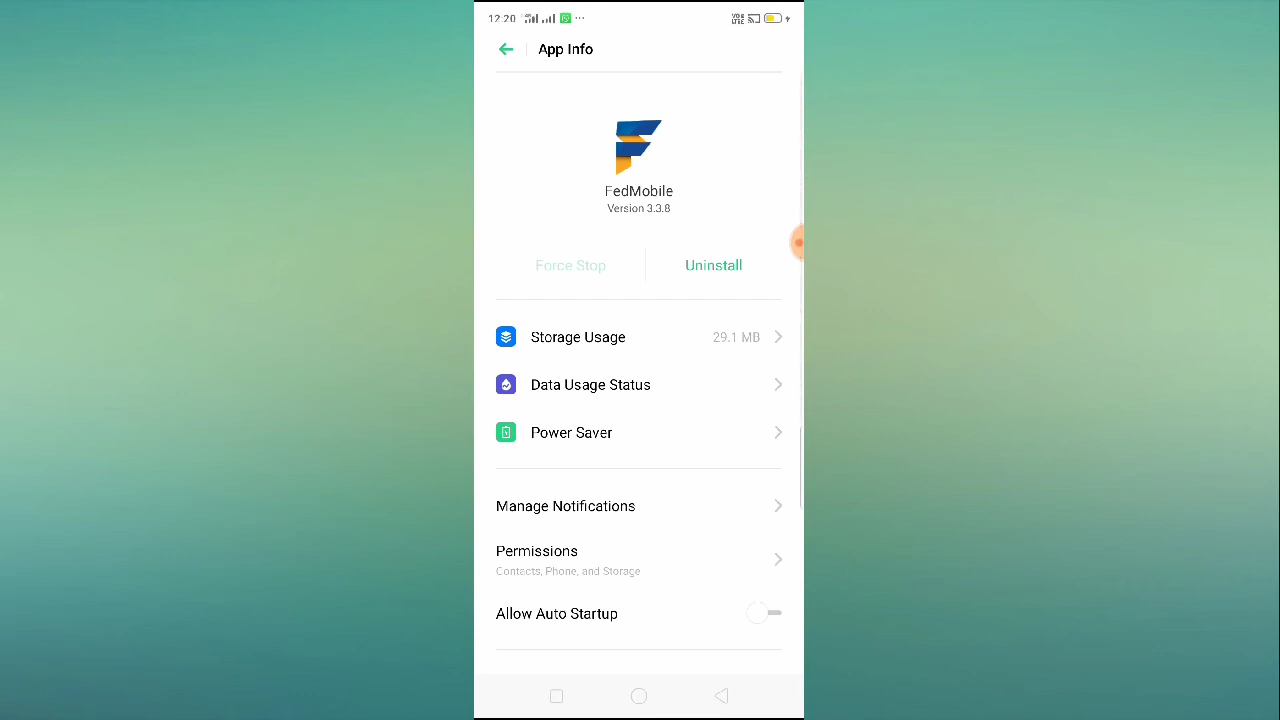 12:20
App Info
FedMobile
Version 3.3.8
Force Stop
Uninstall
Storage Usage 29.1 MB
Data Usage Status
Power Saver
Manage Notifications
Permissions
Contacts, Phone, and Storage
Allow Auto Startup